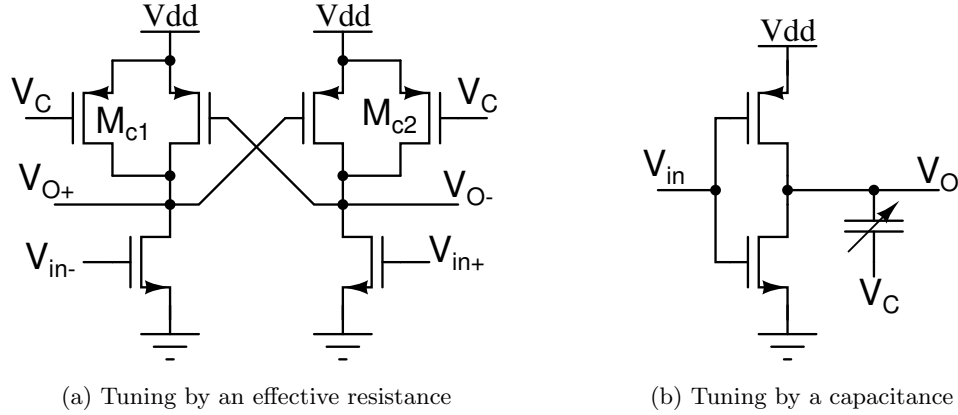 Vdd Vdd Vdd
V_C M_c1 M_c2 V_C
V_O+ V_O- V_in V_O
V_in- V_in+ V_C
(a) Tuning by an effective resistance (b) Tuning by a capacitance